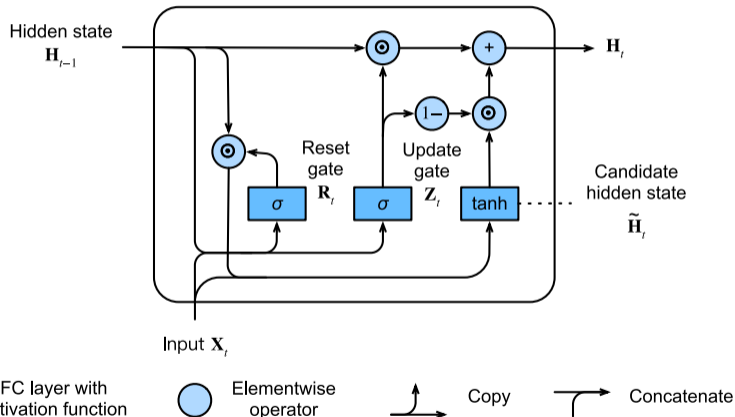 Hidden state
H_{t-1}
H_t
+
1−
Reset
gate
R_t
Update
gate
Z_t
σ
σ
tanh
Candidate
hidden state
H̃_t
Input X_t
FC layer with
tivation function
Elementwise
operator
Copy
Concatenate